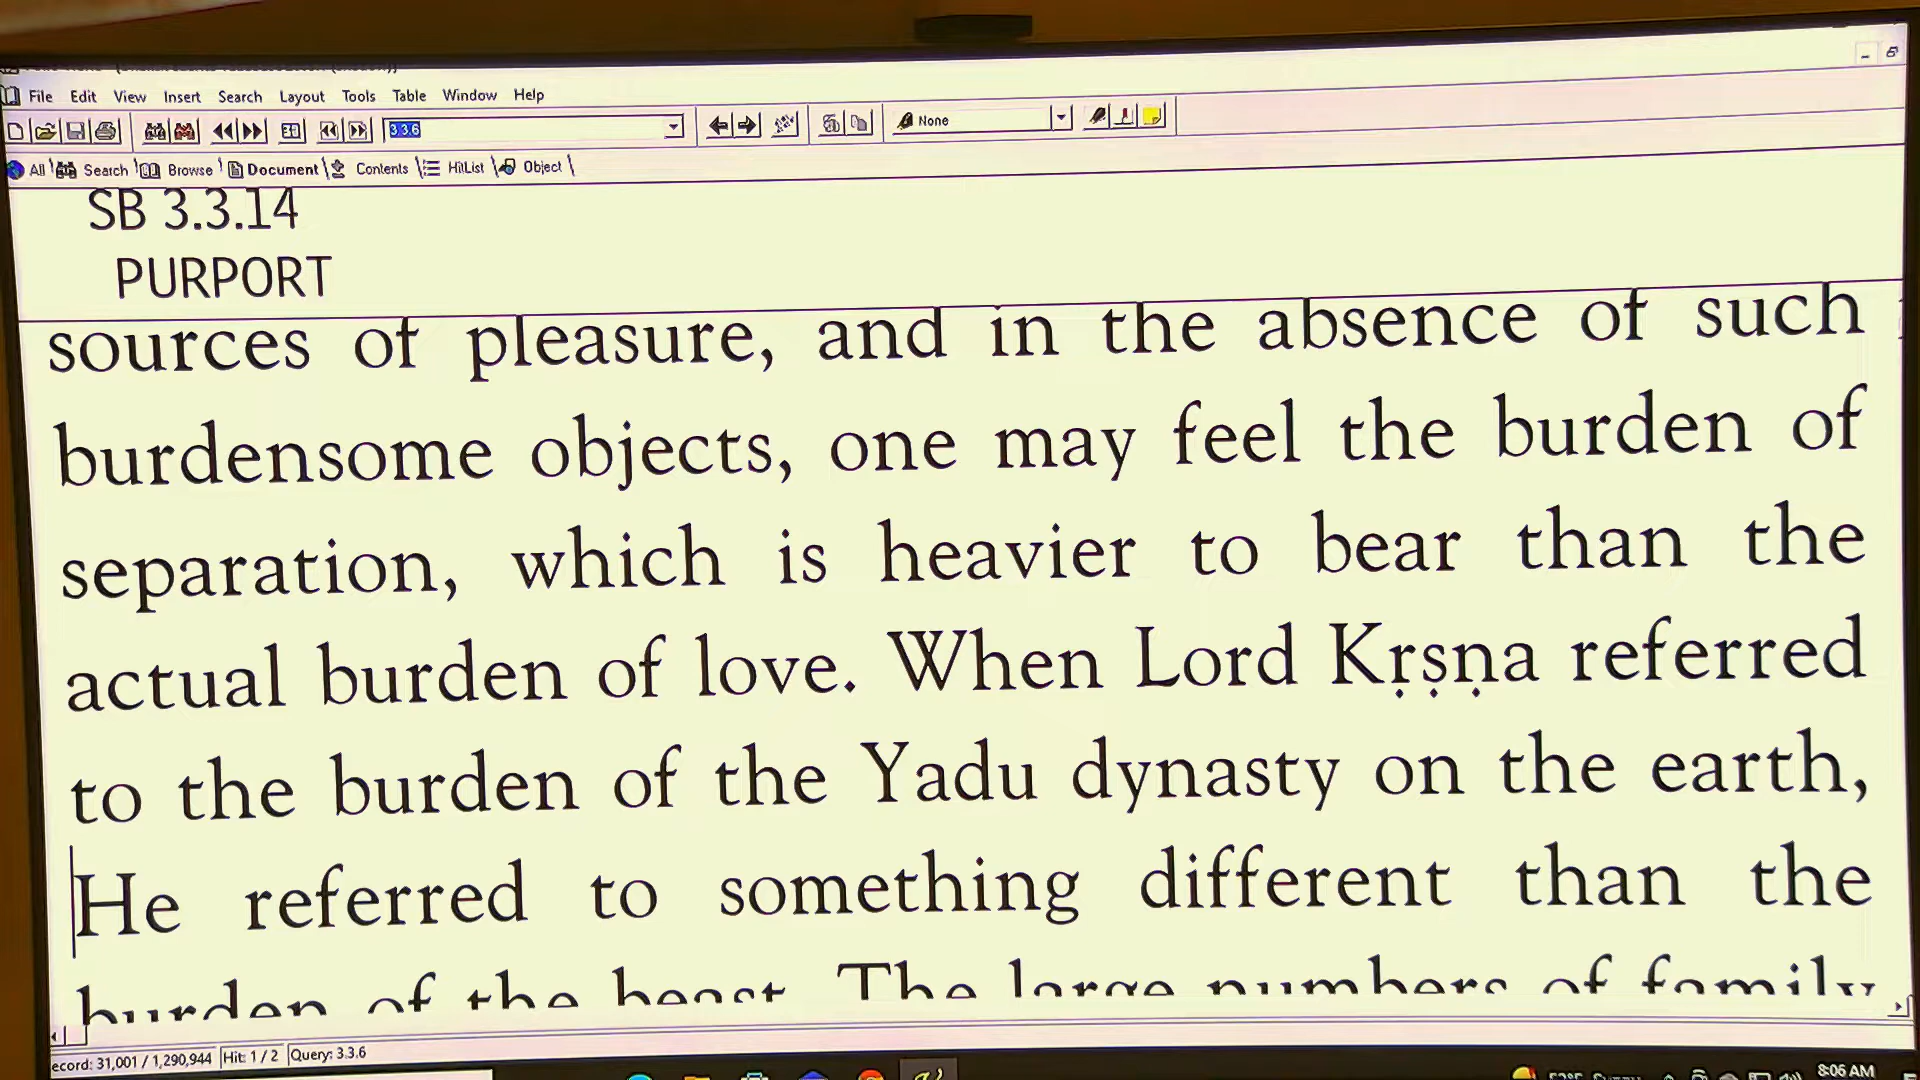 File Edit View Insert Search Layout Tools Table Window Help
3.3.6
None
All Search Browse Document Contents HitList Object
SB 3.3.14
PURPORT
sources of pleasure, and in the absence of such
burdensome objects, one may feel the burden of
separation, which is heavier to bear than the
actual burden of love. When Lord Kṛṣṇa referred
to the burden of the Yadu dynasty on the earth,
He referred to something different than the
burden of the beast. The large numbers of family
ecord: 31,001 / 1,290,944 Hit: 1 / 2 Query: 3.3.6
8:06 AM